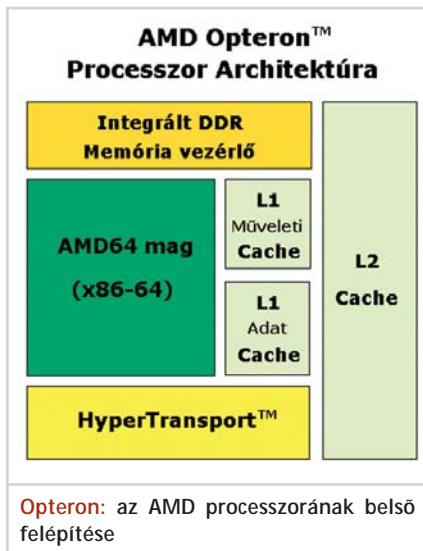 AMD Opteron™
Processzor Architektúra
Integrált DDR
Memória vezérlő
AMD64 mag
(x86-64)
L1
Műveleti
Cache
L1
Adat
Cache
L2
Cache
HyperTransport™
Opteron: az AMD processzorának belsõ
felépítése